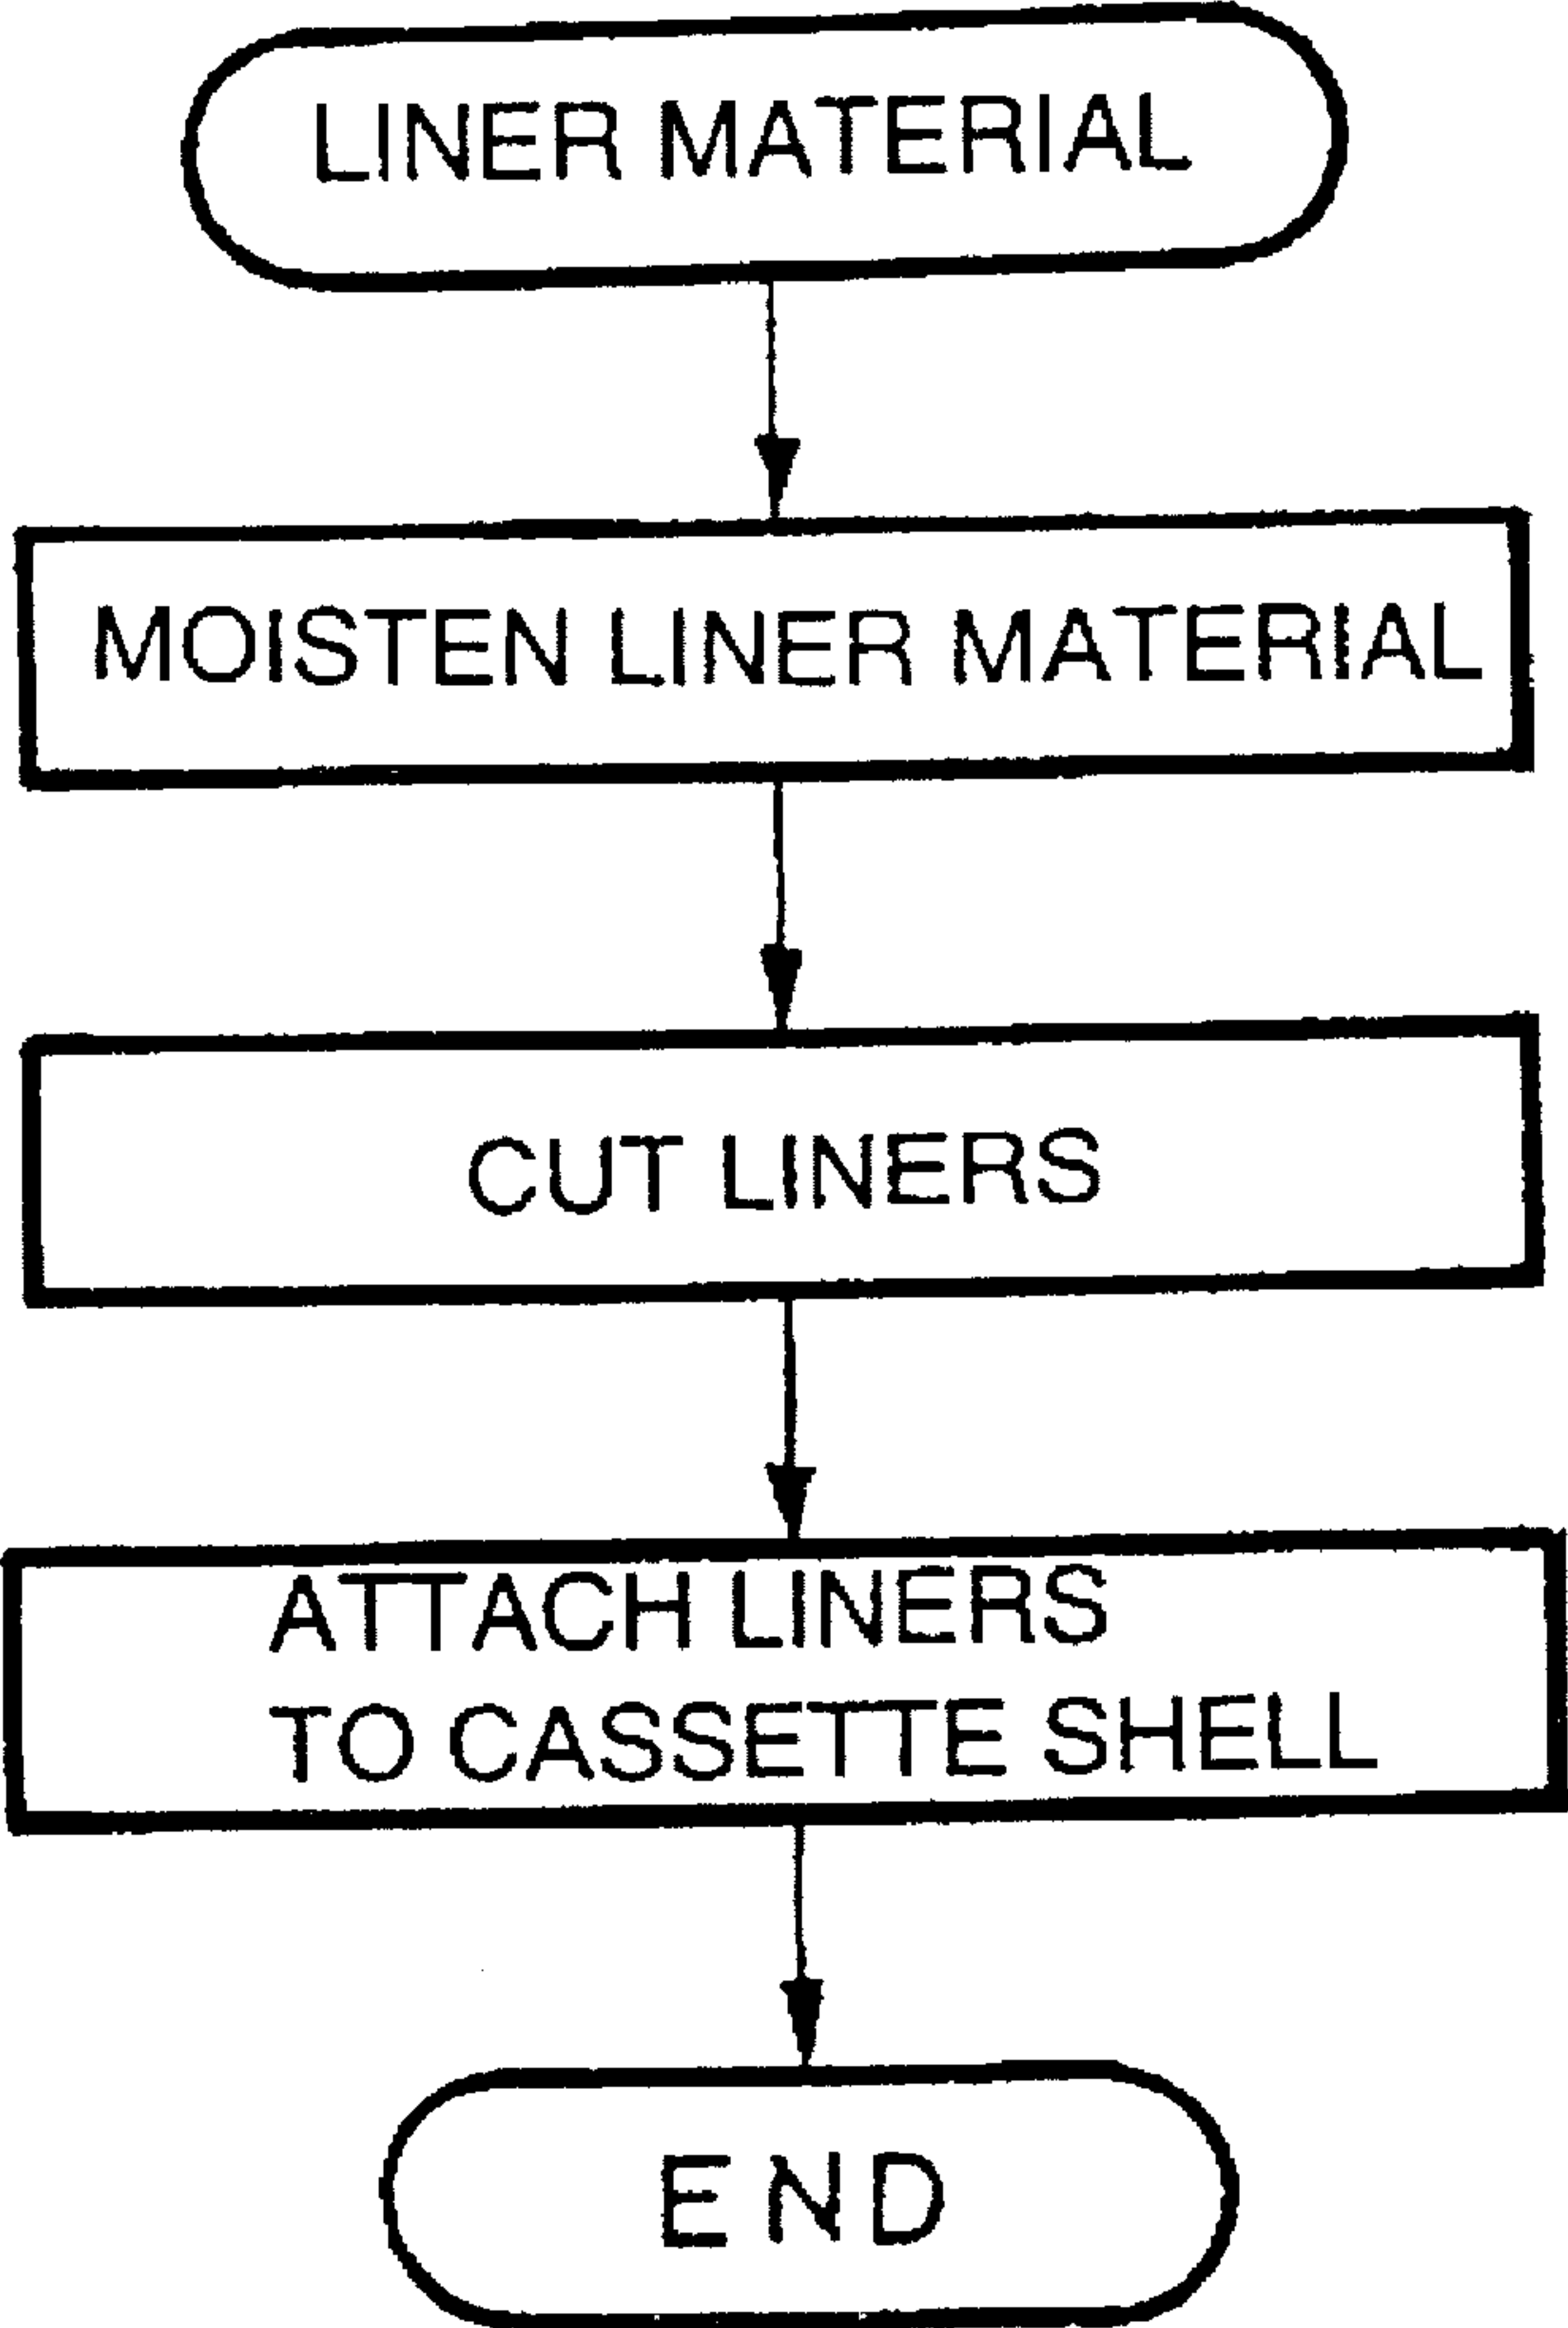 LINER MATERIAL
MOISTEN LINER MATERIAL
CUT LINERS
ATTACH LINERS
TO CASSETTE SHELL
END